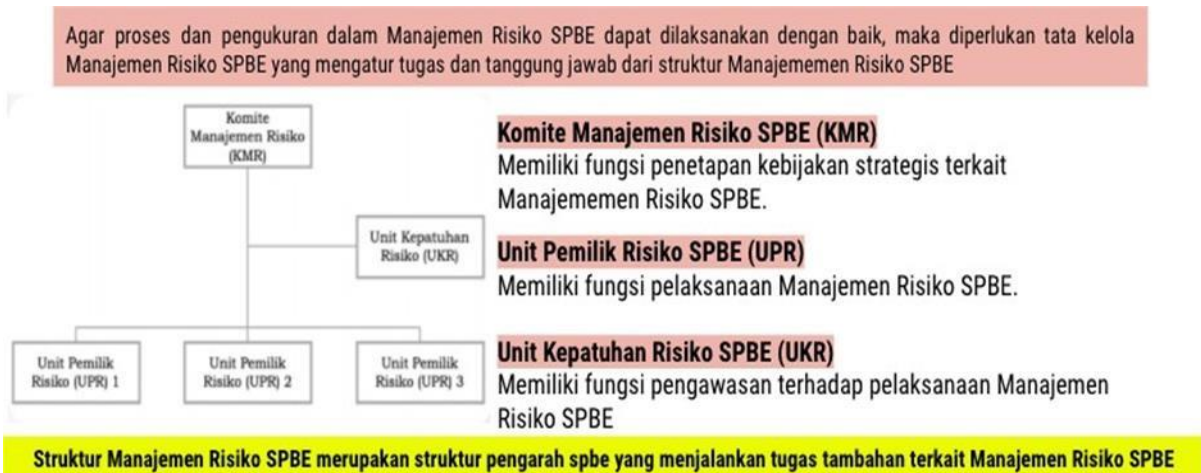 Agar proses dan pengukuran dalam Manajemen Risiko SPBE dapat dilaksanakan dengan baik, maka diperlukan tata kelola
Manajemen Risiko SPBE yang mengatur tugas dan tanggung jawab dari struktur Manajememen Risiko SPBE
Komite
Manajemen Risiko
(KMR)
Unit Kepatuhan
Risiko (UKR)
Unit Pemilik
Risiko (UPR) 1
Unit Pemilik
Risiko (UPR) 2
Unit Pemilik
Risiko (UPR) 3
Komite Manajemen Risiko SPBE (KMR)
Memiliki fungsi penetapan kebijakan strategis terkait
Manajememen Risiko SPBE.
Unit Pemilik Risiko SPBE (UPR)
Memiliki fungsi pelaksanaan Manajemen Risiko SPBE.
Unit Kepatuhan Risiko SPBE (UKR)
Memiliki fungsi pengawasan terhadap pelaksanaan Manajemen
Risiko SPBE
Struktur Manajemen Risiko SPBE merupakan struktur pengarah spbe yang menjalankan tugas tambahan terkait Manajemen Risiko SPBE